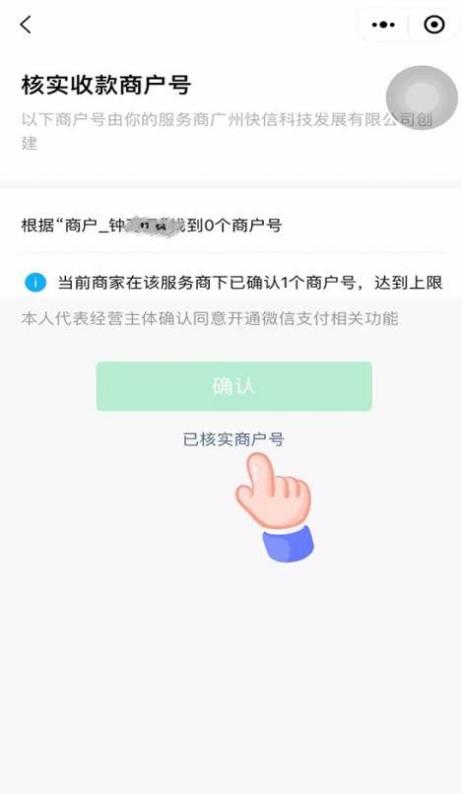 核实收款商户号
以下商户号由你的服务商广州快信科技发展有限公司创
建
根据“商户_钟 找到0个商户号
当前商家在该服务商下已确认1个商户号，达到上限
本人代表经营主体确认同意开通微信支付相关功能
确认
已核实商户号